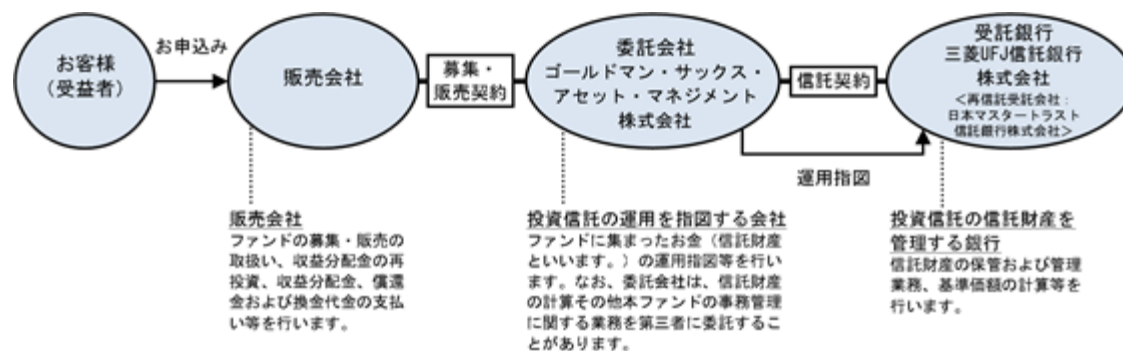 お客様
（受益者）
お申込み
販売会社
募集・
販売契約
委託会社
ゴールドマン・サックス・
アセット・マネジメント
株式会社
信託契約
受託銀行
三菱UFJ信託銀行
株式会社
＜再信託受託会社：
日本マスタートラスト
信託銀行株式会社＞
運用指図
販売会社
ファンドの募集・販売の
取扱い、収益分配金の再
投資、収益分配金、償還
金および換金代金の支払
い等を行います。
投資信託の運用を指図する会社
ファンドに集まったお金（信託財産
といいます。）の運用指図等を行い
ます。なお、委託会社は、信託財産
の計算その他本ファンドの事務管理
に関する業務を第三者に委託するこ
とがあります。
投資信託の信託財産を
管理する銀行
信託財産の保管および管理
業務、基準価額の計算等を
行います。